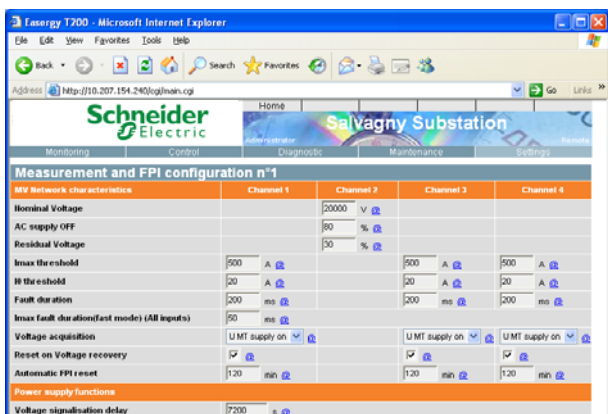 Easergy T200 - Microsoft Internet Explorer
File Edit View Favorites Tools Help
Back Search Favorites
Address http://10.207.154.240/cgi/main.cgi Go Links »
Schneider Electric
Home
Salvagny Substation
Administrator Remote
Monitoring Control Diagnostic Maintenance Settings
Measurement and FPI configuration n°1
MV Network characteristics Channel 1 Channel 2 Channel 3 Channel 4
Nominal Voltage 20000 V
AC supply OFF 80 %
Residual Voltage 30 %
Imax threshold 500 A 500 A 500 A
I0 threshold 20 A 20 A 20 A
Fault duration 200 ms 200 ms 200 ms
Imax fault duration(fast mode) (All inputs) 50 ms
Voltage acquisition U MT supply on U MT supply on U MT supply on
Reset on Voltage recovery
Automatic FPI reset 120 min 120 min 120 min
Power supply functions
Voltage signalisation delay 7200 s